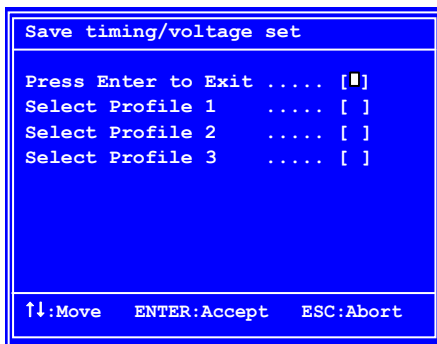 Save timing/voltage set
Press Enter to Exit ..... [▪]
Select Profile 1 ..... [ ]
Select Profile 2 ..... [ ]
Select Profile 3 ..... [ ]
↑↓:Move ENTER:Accept ESC:Abort